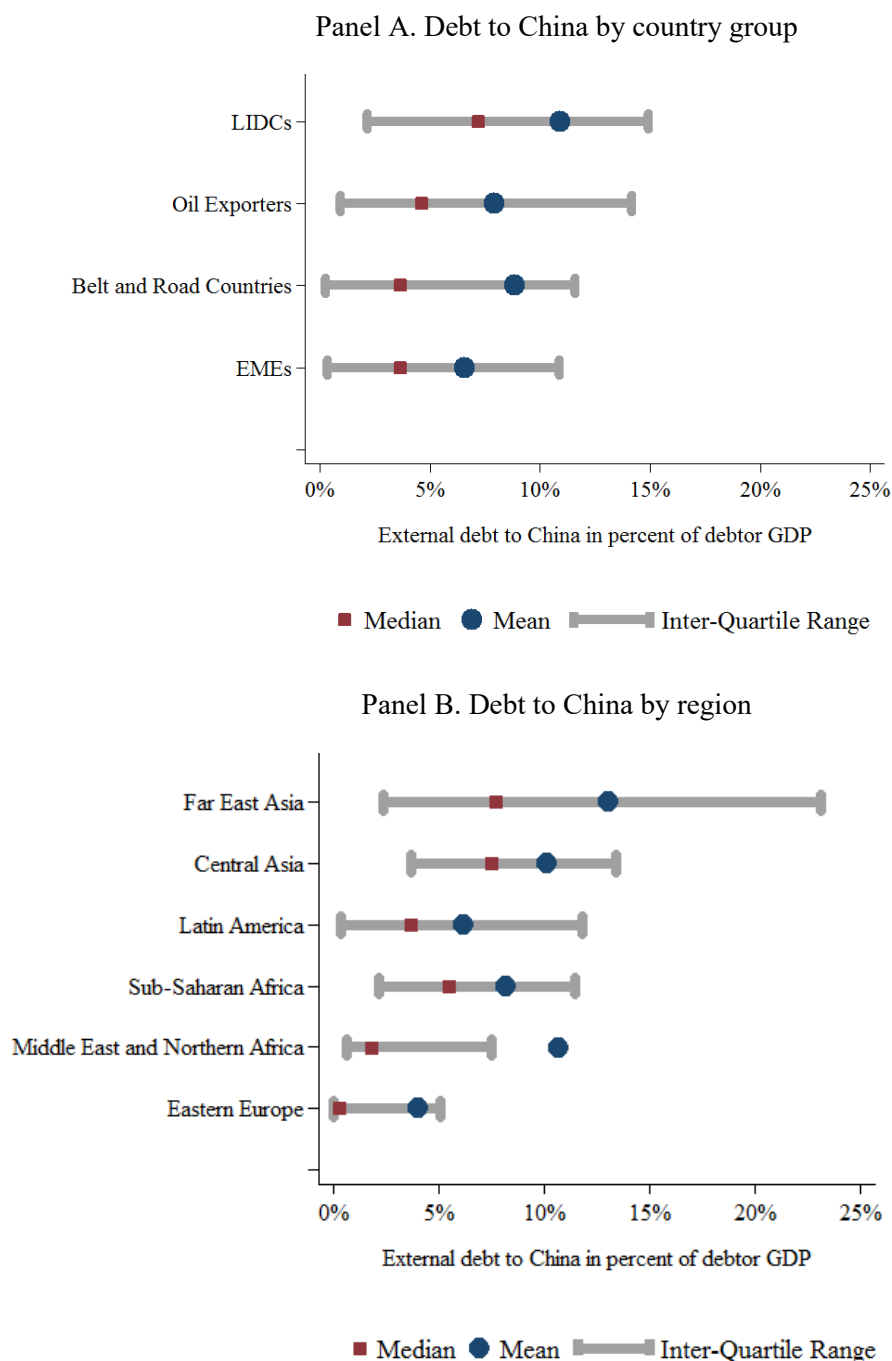 Panel A. Debt to China by country group
LIDCs
Oil Exporters
Belt and Road Countries
EMEs
0% 5% 10% 15% 20% 25%
External debt to China in percent of debtor GDP
Median Mean Inter-Quartile Range
Panel B. Debt to China by region
Far East Asia
Central Asia
Latin America
Sub-Saharan Africa
Middle East and Northern Africa
Eastern Europe
0% 5% 10% 15% 20% 25%
External debt to China in percent of debtor GDP
Median Mean Inter-Quartile Range